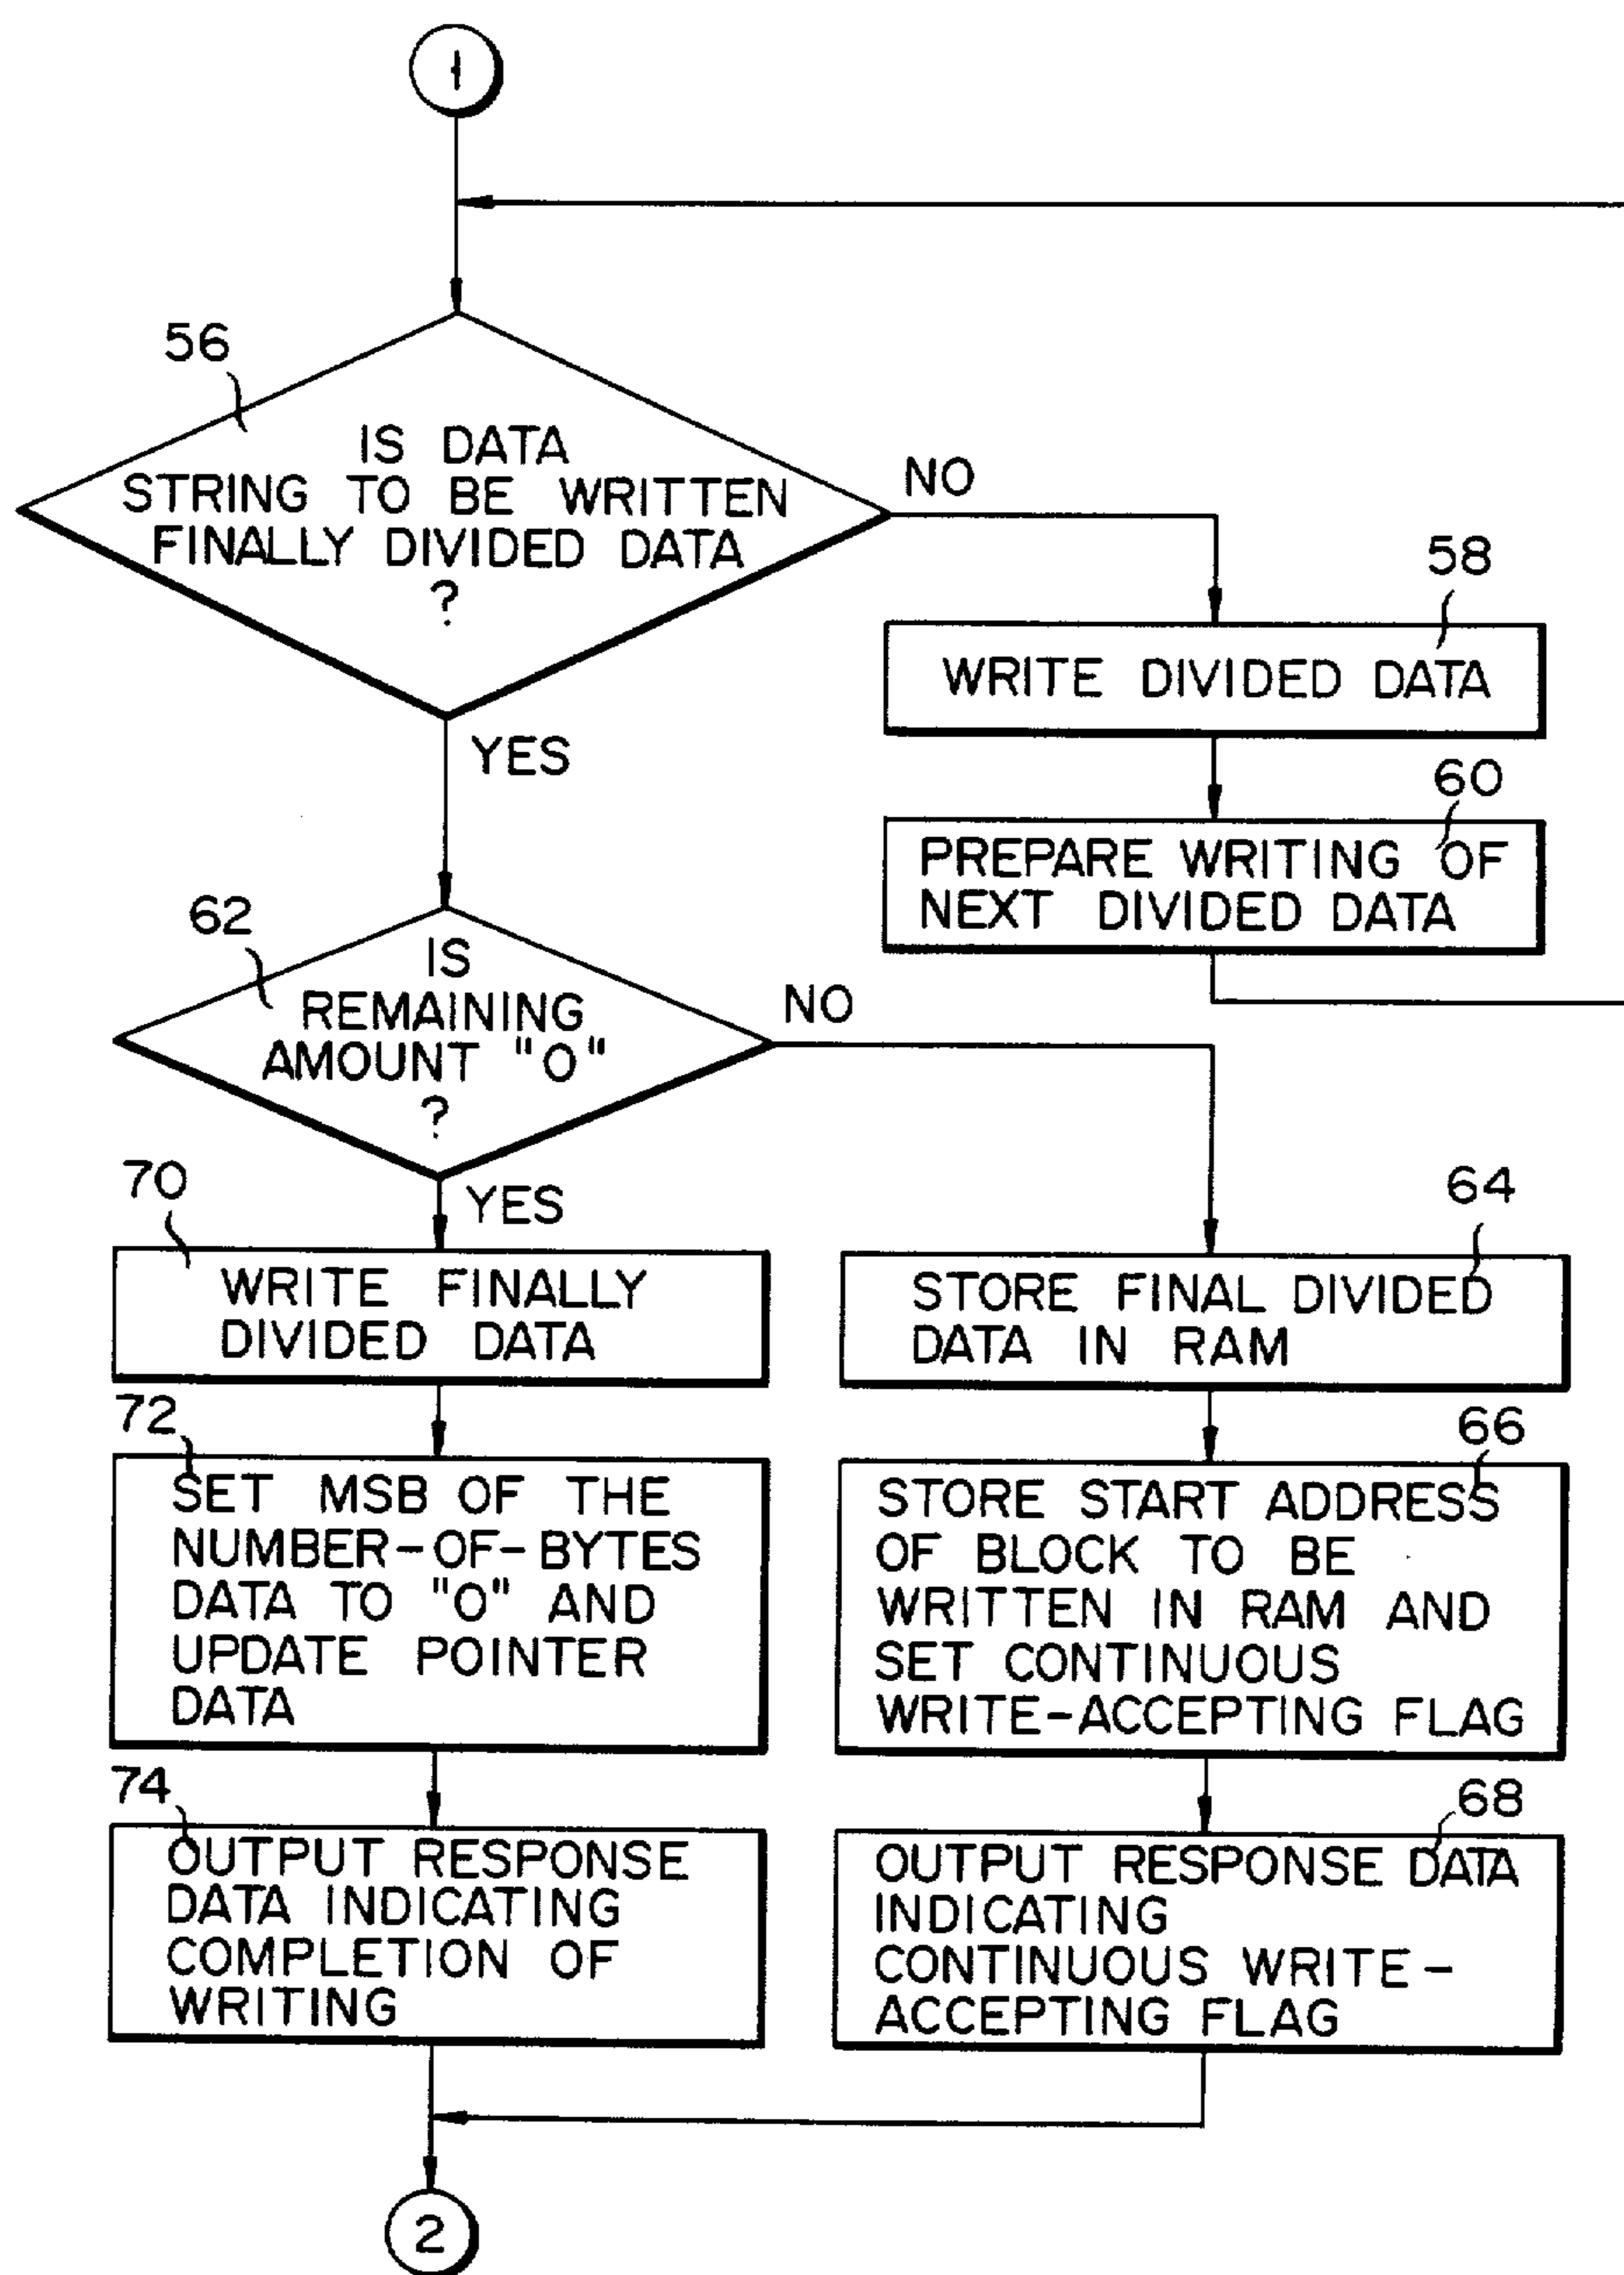 1
56
IS DATA
STRING TO BE WRITTEN
FINALLY DIVIDED DATA
?
NO
58
WRITE DIVIDED DATA
YES
60
PREPARE WRITING OF
NEXT DIVIDED DATA
62
IS
REMAINING
AMOUNT "0"
?
NO
70
YES
64
WRITE FINALLY
DIVIDED DATA
STORE FINAL DIVIDED
DATA IN RAM
72
SET MSB OF THE
NUMBER-OF-BYTES
DATA TO "0" AND
UPDATE POINTER
DATA
66
STORE START ADDRESS
OF BLOCK TO BE
WRITTEN IN RAM AND
SET CONTINUOUS
WRITE-ACCEPTING FLAG
74
OUTPUT RESPONSE
DATA INDICATING
COMPLETION OF
WRITING
68
OUTPUT RESPONSE DATA
INDICATING
CONTINUOUS WRITE-
ACCEPTING FLAG
2